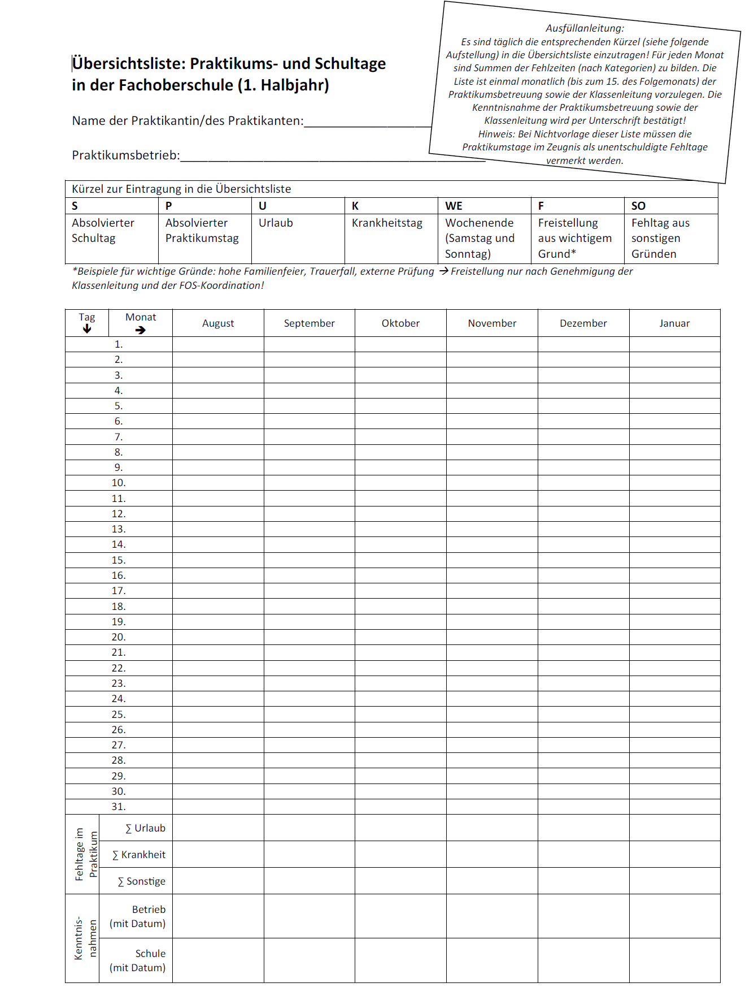 Ausfüllanleitung:
Es sind täglich die entsprechenden Kürzel (siehe folgende
Aufstellung) in die Übersichtsliste einzutragen! Für jeden Monat
sind Summen der Fehlzeiten (nach Kategorien) zu bilden. Die
Liste ist einmal monatlich (bis zum 15. des Folgemonats) der
Praktikumsbetreuung sowie der Klassenleitung vorzulegen. Die
Kenntnisnahme der Praktikumsbetreuung sowie der
Klassenleitung wird per Unterschrift bestätigt!
Hinweis: Bei Nichtvorlage dieser Liste müssen die
Praktikumstage im Zeugnis als unentschuldigte Fehltage
vermerkt werden.
Übersichtsliste: Praktikums- und Schultage
in der Fachoberschule (1. Halbjahr)
Name der Praktikantin/des Praktikanten:
Praktikumsbetrieb:
Kürzel zur Eintragung in die Übersichtsliste
S P U K WE F SO
Absolvierter Schultag
Absolvierter Praktikumstag
Urlaub
Krankheitstag
Wochenende (Samstag und Sonntag)
Freistellung aus wichtigem Grund*
Fehltag aus sonstigen Gründen
*Beispiele für wichtige Gründe: hohe Familienfeier, Trauerfall, externe Prüfung → Freistellung nur nach Genehmigung der
Klassenleitung und der FOS-Koordination!
Tag ↓ Monat → August September Oktober November Dezember Januar
1.
2.
3.
4.
5.
6.
7.
8.
9.
10.
11.
12.
13.
14.
15.
16.
17.
18.
19.
20.
21.
22.
23.
24.
25.
26.
27.
28.
29.
30.
31.
Fehltage im
Praktikum
∑ Urlaub
∑ Krankheit
∑ Sonstige
Kenntnis-
nahmen
Betrieb
(mit Datum)
Schule
(mit Datum)